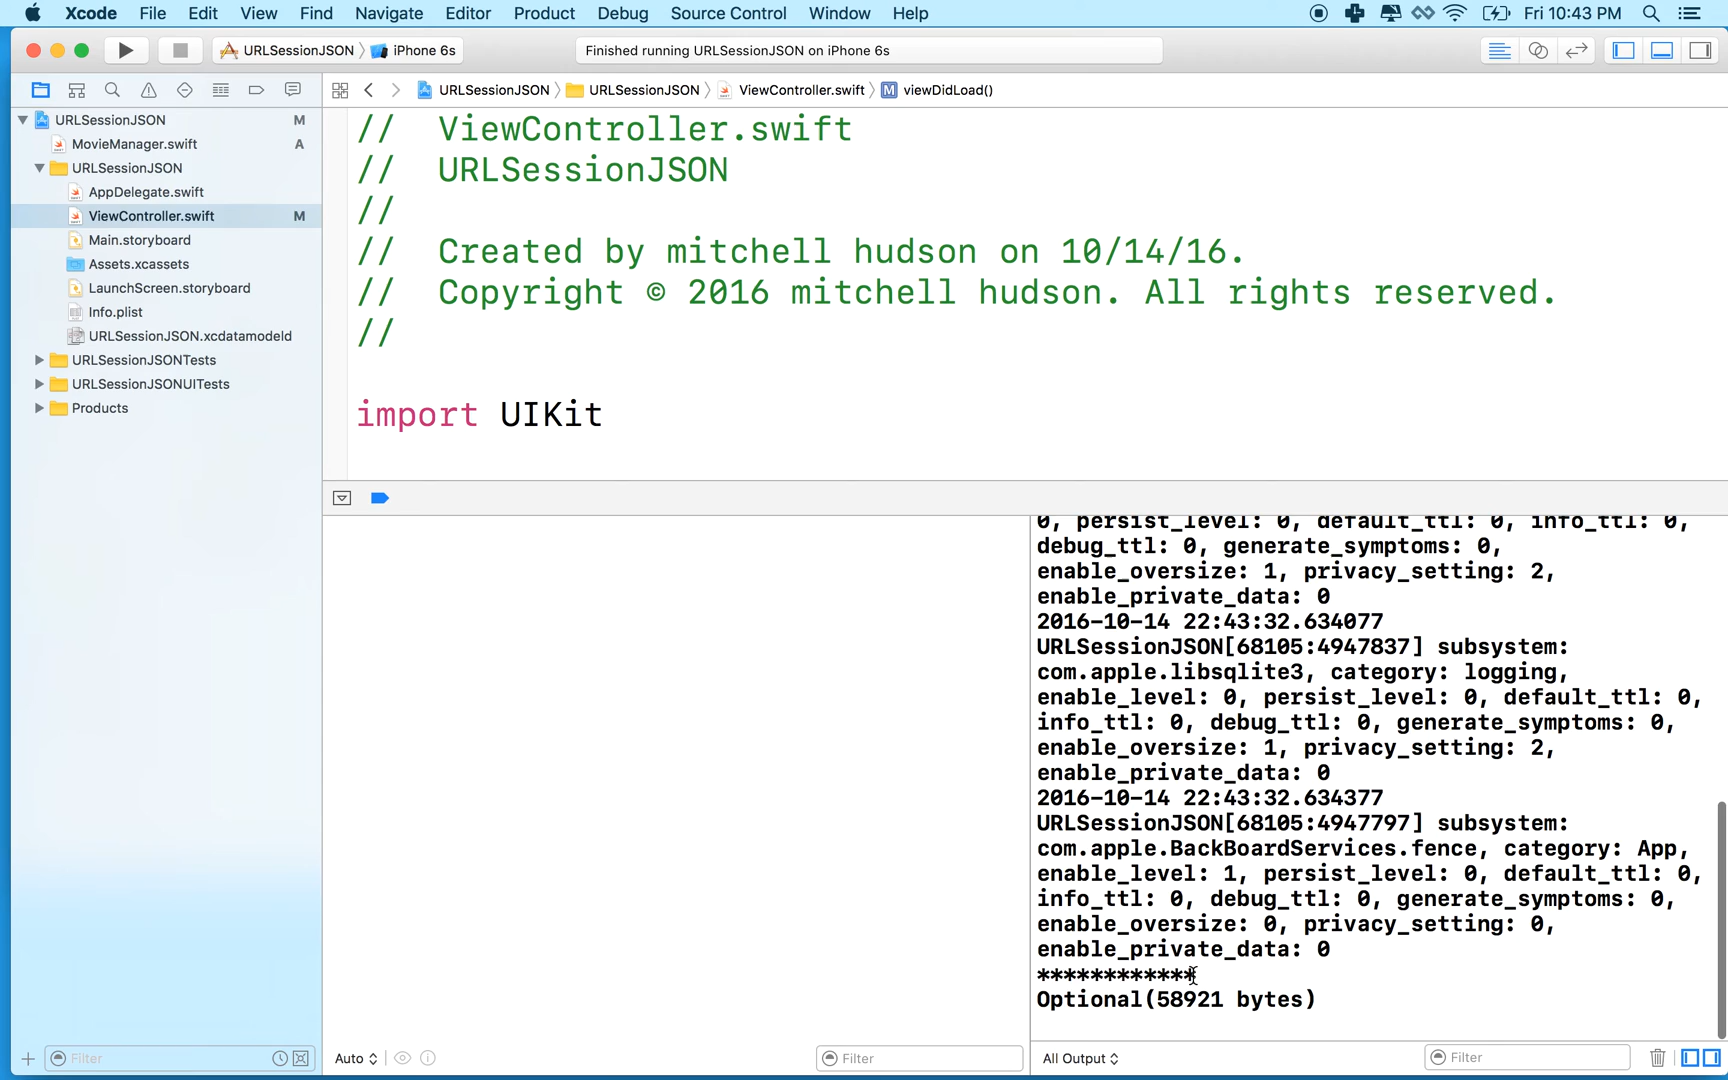 Xcode File Edit View Find Navigate Editor Product Debug Source Control Window Help Fri 10:43 PM
URLSessionJSON iPhone 6s Finished running URLSessionJSON on iPhone 6s
URLSessionJSON URLSessionJSON ViewController.swift M viewDidLoad()
URLSessionJSON M
MovieManager.swift A
URLSessionJSON
AppDelegate.swift
ViewController.swift M
Main.storyboard
Assets.xcassets
LaunchScreen.storyboard
Info.plist
URLSessionJSON.xcdatamodeld
URLSessionJSONTests
URLSessionJSONUITests
Products
// ViewController.swift
// URLSessionJSON
//
// Created by mitchell hudson on 10/14/16.
// Copyright © 2016 mitchell hudson. All rights reserved.
//
import UIKit
0, persist_level: 0, default_ttl: 0, info_ttl: 0,
debug_ttl: 0, generate_symptoms: 0,
enable_oversize: 1, privacy_setting: 2,
enable_private_data: 0
2016-10-14 22:43:32.634077
URLSessionJSON[68105:4947837] subsystem:
com.apple.libsqlite3, category: logging,
enable_level: 0, persist_level: 0, default_ttl: 0,
info_ttl: 0, debug_ttl: 0, generate_symptoms: 0,
enable_oversize: 1, privacy_setting: 2,
enable_private_data: 0
2016-10-14 22:43:32.634377
URLSessionJSON[68105:4947797] subsystem:
com.apple.BackBoardServices.fence, category: App,
enable_level: 1, persist_level: 0, default_ttl: 0,
info_ttl: 0, debug_ttl: 0, generate_symptoms: 0,
enable_oversize: 0, privacy_setting: 0,
enable_private_data: 0
************
Optional(58921 bytes)
Filter Auto Filter All Output Filter